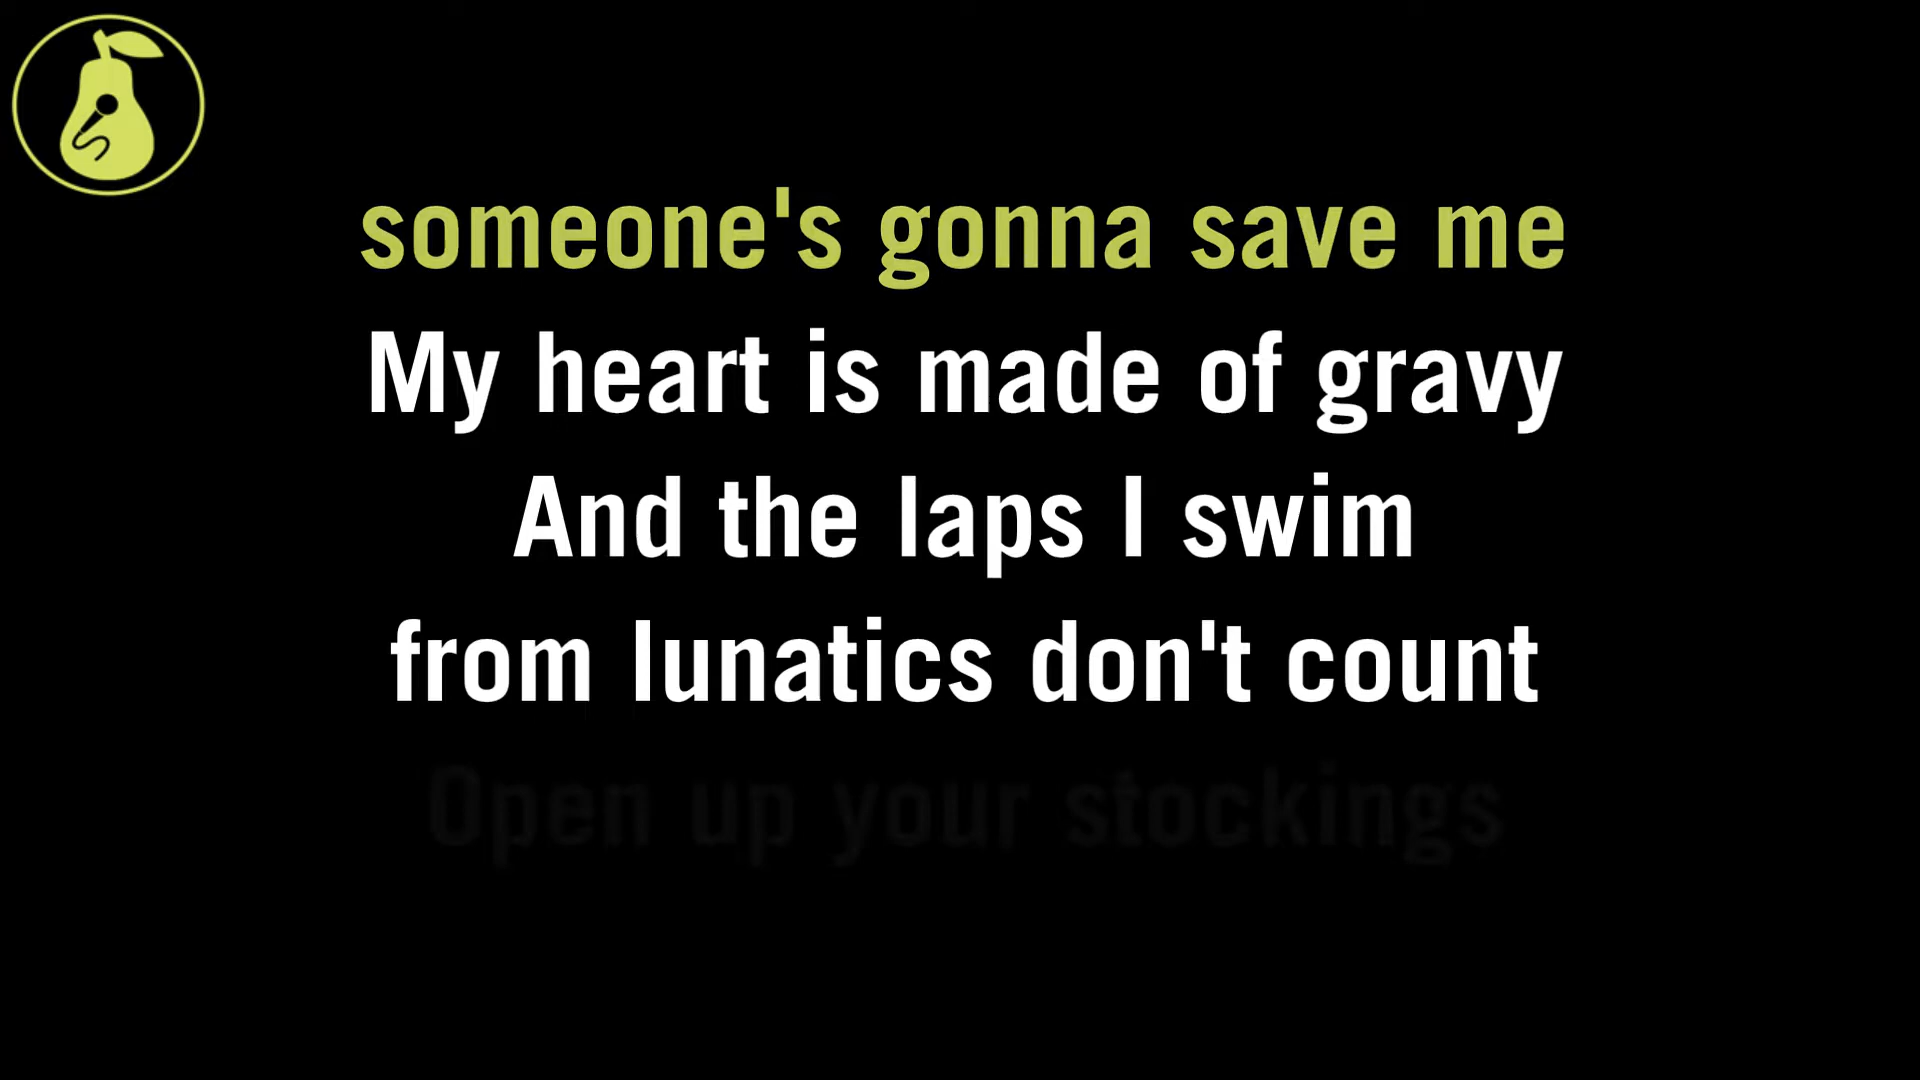 someone's gonna save me
My heart is made of gravy
And the laps I swim
from lunatics don't count
Open up your stockings